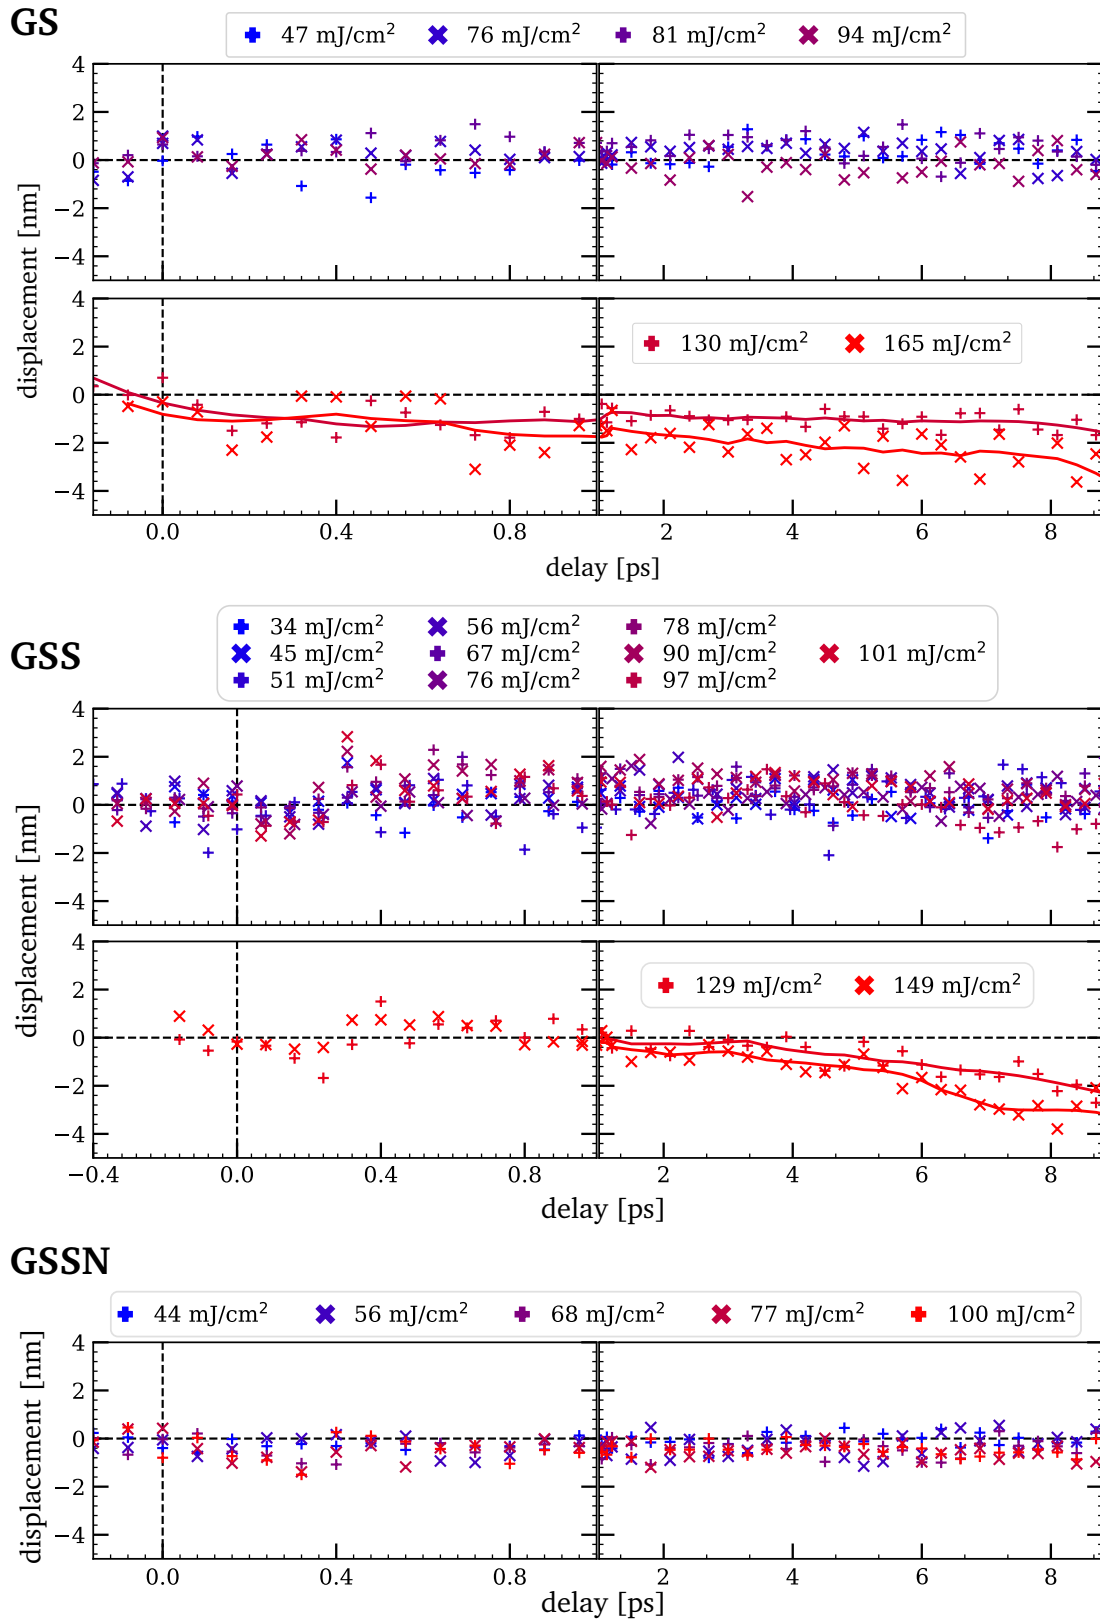 GS
47 mJ/cm² 76 mJ/cm² 81 mJ/cm² 94 mJ/cm²
4
2
0
−2
−4
displacement [nm]
130 mJ/cm² 165 mJ/cm²
4
2
0
−2
−4
0.0 0.4 0.8 2 4 6 8
delay [ps]
GSS
34 mJ/cm² 56 mJ/cm² 78 mJ/cm²
45 mJ/cm² 67 mJ/cm² 90 mJ/cm² 101 mJ/cm²
51 mJ/cm² 76 mJ/cm² 97 mJ/cm²
4
2
0
−2
−4
displacement [nm]
129 mJ/cm² 149 mJ/cm²
4
2
0
−2
−4
−0.4 0.0 0.4 0.8 2 4 6 8
delay [ps]
GSSN
44 mJ/cm² 56 mJ/cm² 68 mJ/cm² 77 mJ/cm² 100 mJ/cm²
displacement [nm]
4
2
0
−2
−4
0.0 0.4 0.8 2 4 6 8
delay [ps]